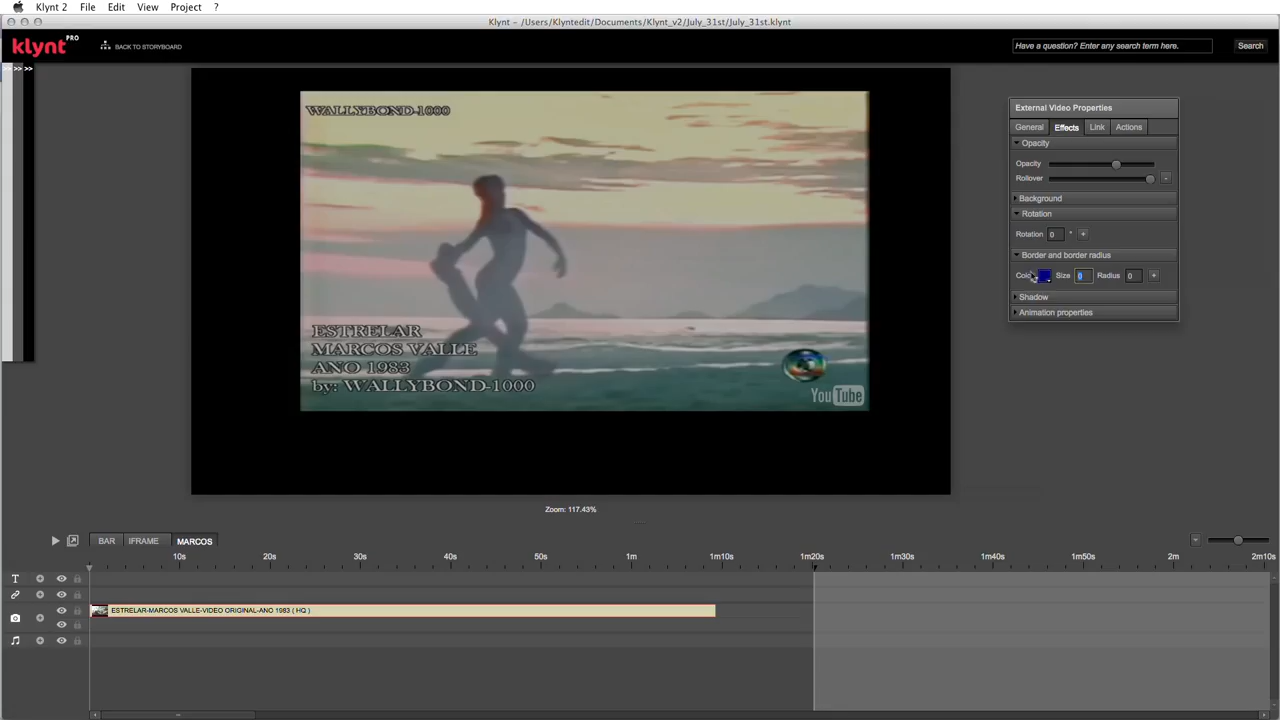 Klynt 2 File Edit View Project ?
Klynt - /Users/Klyntedit/Documents/Klynt_v2/July_31st/July_31st.klynt
klynt PRO
BACK TO STORYBOARD
Have a question? Enter any search term here.
Search
>> >> >>
WALLYBOND-1000
ESTRELAR
MARCOS VALLE
ANO 1983
by: WALLYBOND-1000
YouTube
External Video Properties
General Effects Link Actions
Opacity
Opacity
Rollover -
Background
Rotation
Rotation 0 ° +
Border and border radius
Color Size 0 Radius 0 +
Shadow
Animation properties
Zoom: 117.43%
BAR IFRAME MARCOS
10s 20s 30s 40s 50s 1m 1m10s 1m20s 1m30s 1m40s 1m50s 2m 2m10s
T
ESTRELAR-MARCOS VALLE-VIDEO ORIGINAL-ANO 1983 ( HQ )